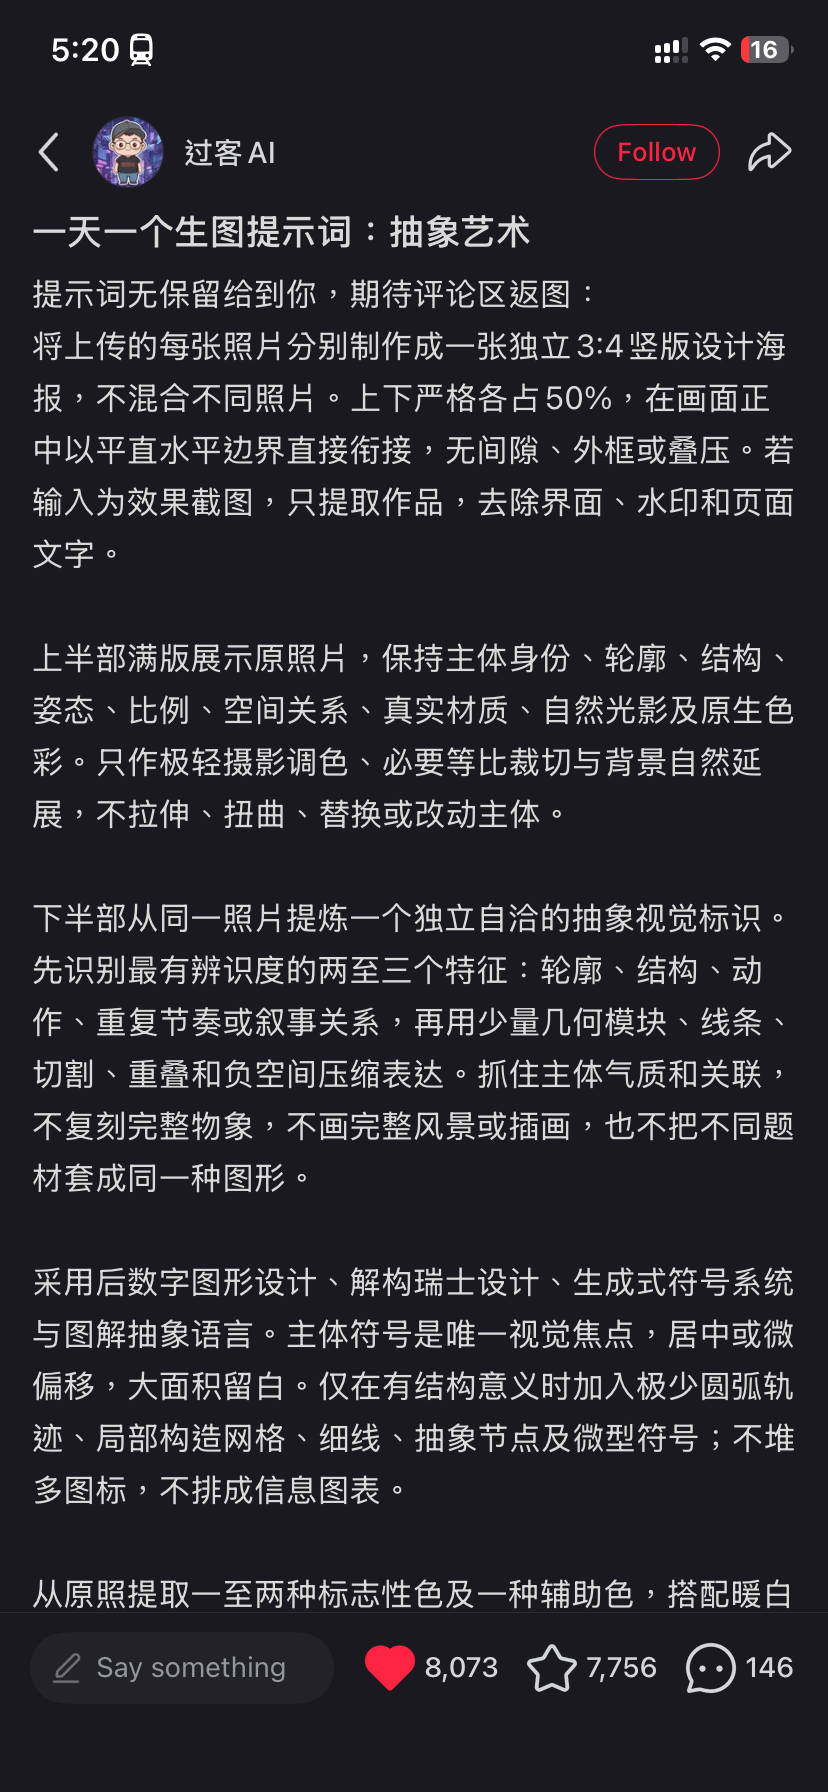 5:20
16
过客 AI
Follow
一天一个生图提示词：抽象艺术
提示词无保留给到你，期待评论区返图：
将上传的每张照片分别制作成一张独立 3:4 竖版设计海
报，不混合不同照片。上下严格各占 50%，在画面正
中以平直水平边界直接衔接，无间隙、外框或叠压。若
输入为效果截图，只提取作品，去除界面、水印和页面
文字。
上半部满版展示原照片，保持主体身份、轮廓、结构、
姿态、比例、空间关系、真实材质、自然光影及原生色
彩。只作极轻摄影调色、必要等比裁切与背景自然延
展，不拉伸、扭曲、替换或改动主体。
下半部从同一照片提炼一个独立自洽的抽象视觉标识。
先识别最有辨识度的两至三个特征：轮廓、结构、动
作、重复节奏或叙事关系，再用少量几何模块、线条、
切割、重叠和负空间压缩表达。抓住主体气质和关联，
不复刻完整物象，不画完整风景或插画，也不把不同题
材套成同一种图形。
采用后数字图形设计、解构瑞士设计、生成式符号系统
与图解抽象语言。主体符号是唯一视觉焦点，居中或微
偏移，大面积留白。仅在有结构意义时加入极少圆弧轨
迹、局部构造网格、细线、抽象节点及微型符号；不堆
多图标，不排成信息图表。
从原照提取一至两种标志性色及一种辅助色，搭配暖白
Say something
8,073
7,756
146